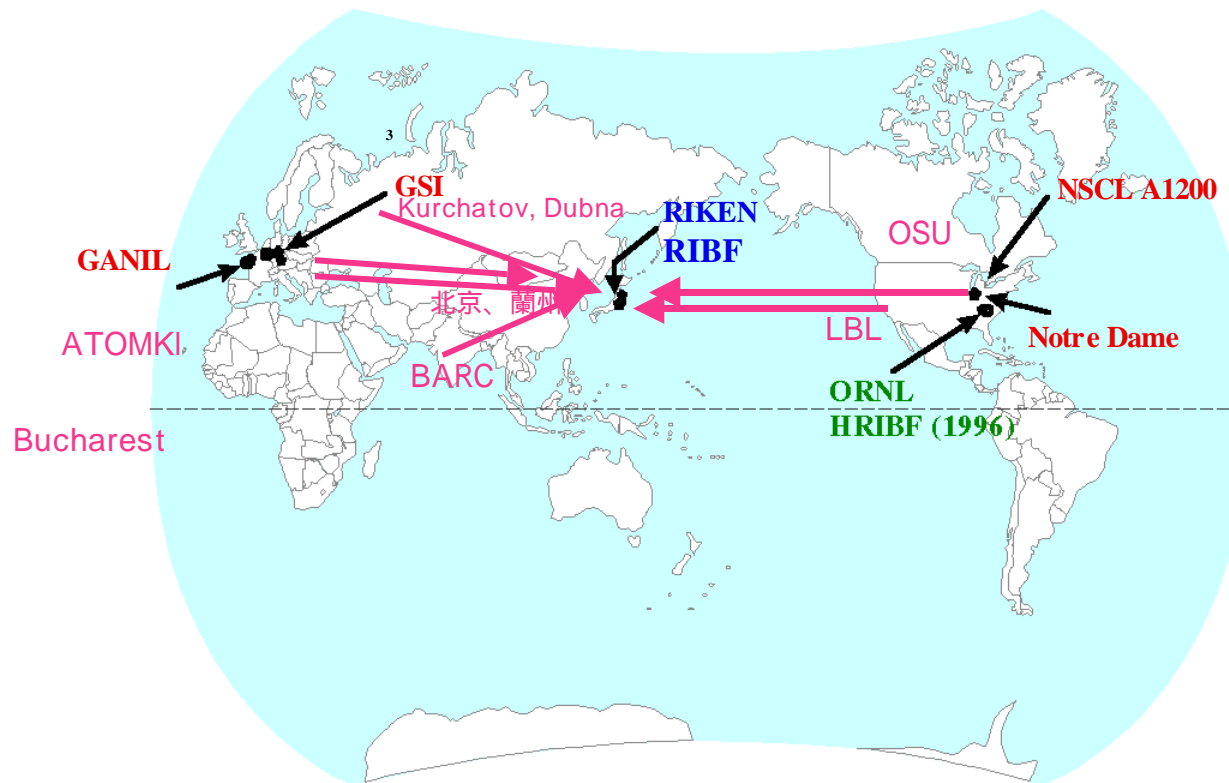 3
GSI
NSCL A1200
Kurchatov, Dubna
RIKEN
RIBF
OSU
GANIL
北京、蘭州
ATOMKI
LBL
Notre Dame
BARC
ORNL
HRIBF (1996)
Bucharest